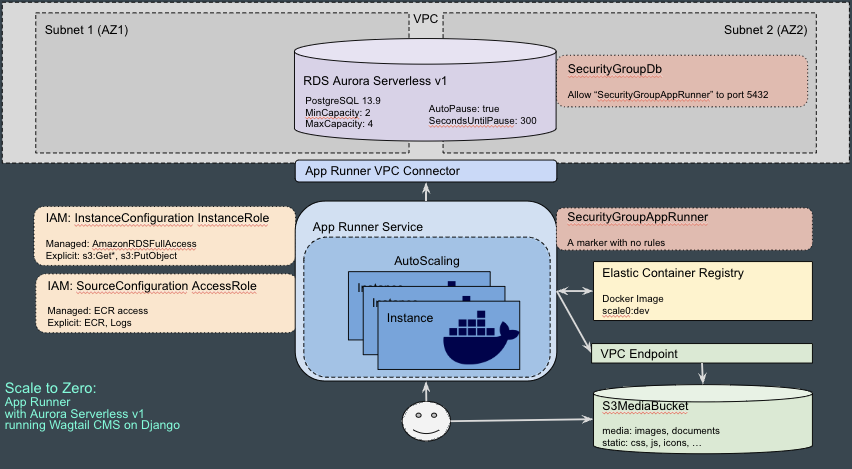 VPC
Subnet 1 (AZ1)
Subnet 2 (AZ2)
RDS Aurora Serverless v1
PostgreSQL 13.9
MinCapacity: 2
MaxCapacity: 4
AutoPause: true
SecondsUntilPause: 300
SecurityGroupDb
Allow “SecurityGroupAppRunner” to port 5432
App Runner VPC Connector
IAM: InstanceConfiguration InstanceRole
Managed: AmazonRDSFullAccess
Explicit: s3:Get*, s3:PutObject
IAM: SourceConfiguration AccessRole
Managed: ECR access
Explicit: ECR, Logs
App Runner Service
AutoScaling
Instance
SecurityGroupAppRunner
A marker with no rules
Elastic Container Registry
Docker Image
scale0:dev
VPC Endpoint
S3MediaBucket
media: images, documents
static: css, js, icons, …
Scale to Zero:
App Runner
with Aurora Serverless v1
running Wagtail CMS on Django